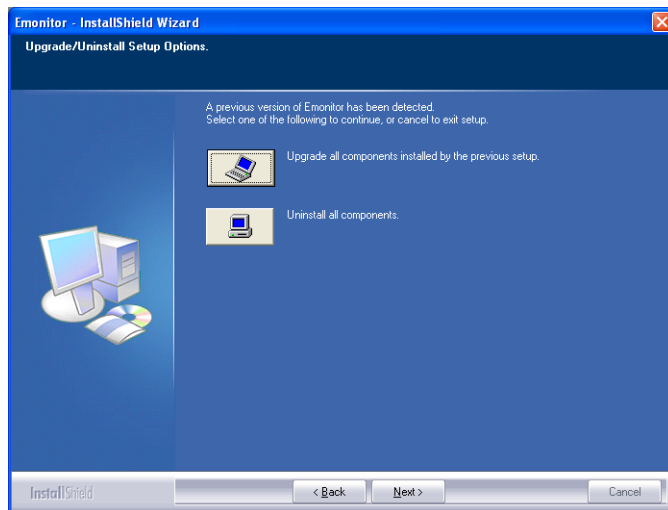 Emonitor - InstallShield Wizard
Upgrade/Uninstall Setup Options.
A previous version of Emonitor has been detected.
Select one of the following to continue, or cancel to exit setup.
Upgrade all components installed by the previous setup.
Uninstall all components.
InstallShield
< Back Next > Cancel